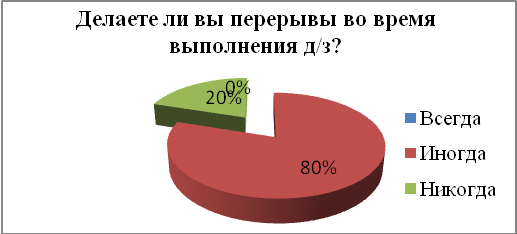 Делаете ли вы перерывы во время
выполнения д/з?
0%
20%
80%
Всегда
Иногда
Никогда